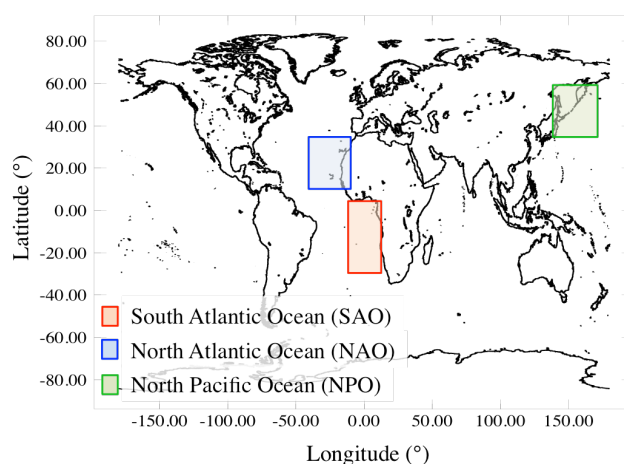 80.00
60.00
40.00
20.00
0.00
-20.00
-40.00
-60.00
-80.00
Latitude (°)
South Atlantic Ocean (SAO)
North Atlantic Ocean (NAO)
North Pacific Ocean (NPO)
-150.00 -100.00 -50.00 0.00 50.00 100.00 150.00
Longitude (°)